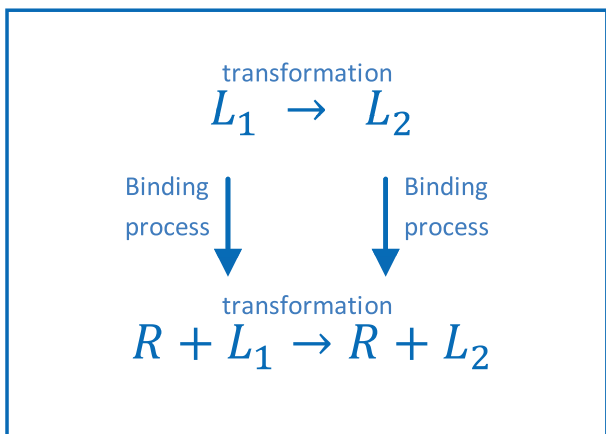 transformation
L₁ → L₂
Binding Binding
process process
transformation
R + L₁ → R + L₂